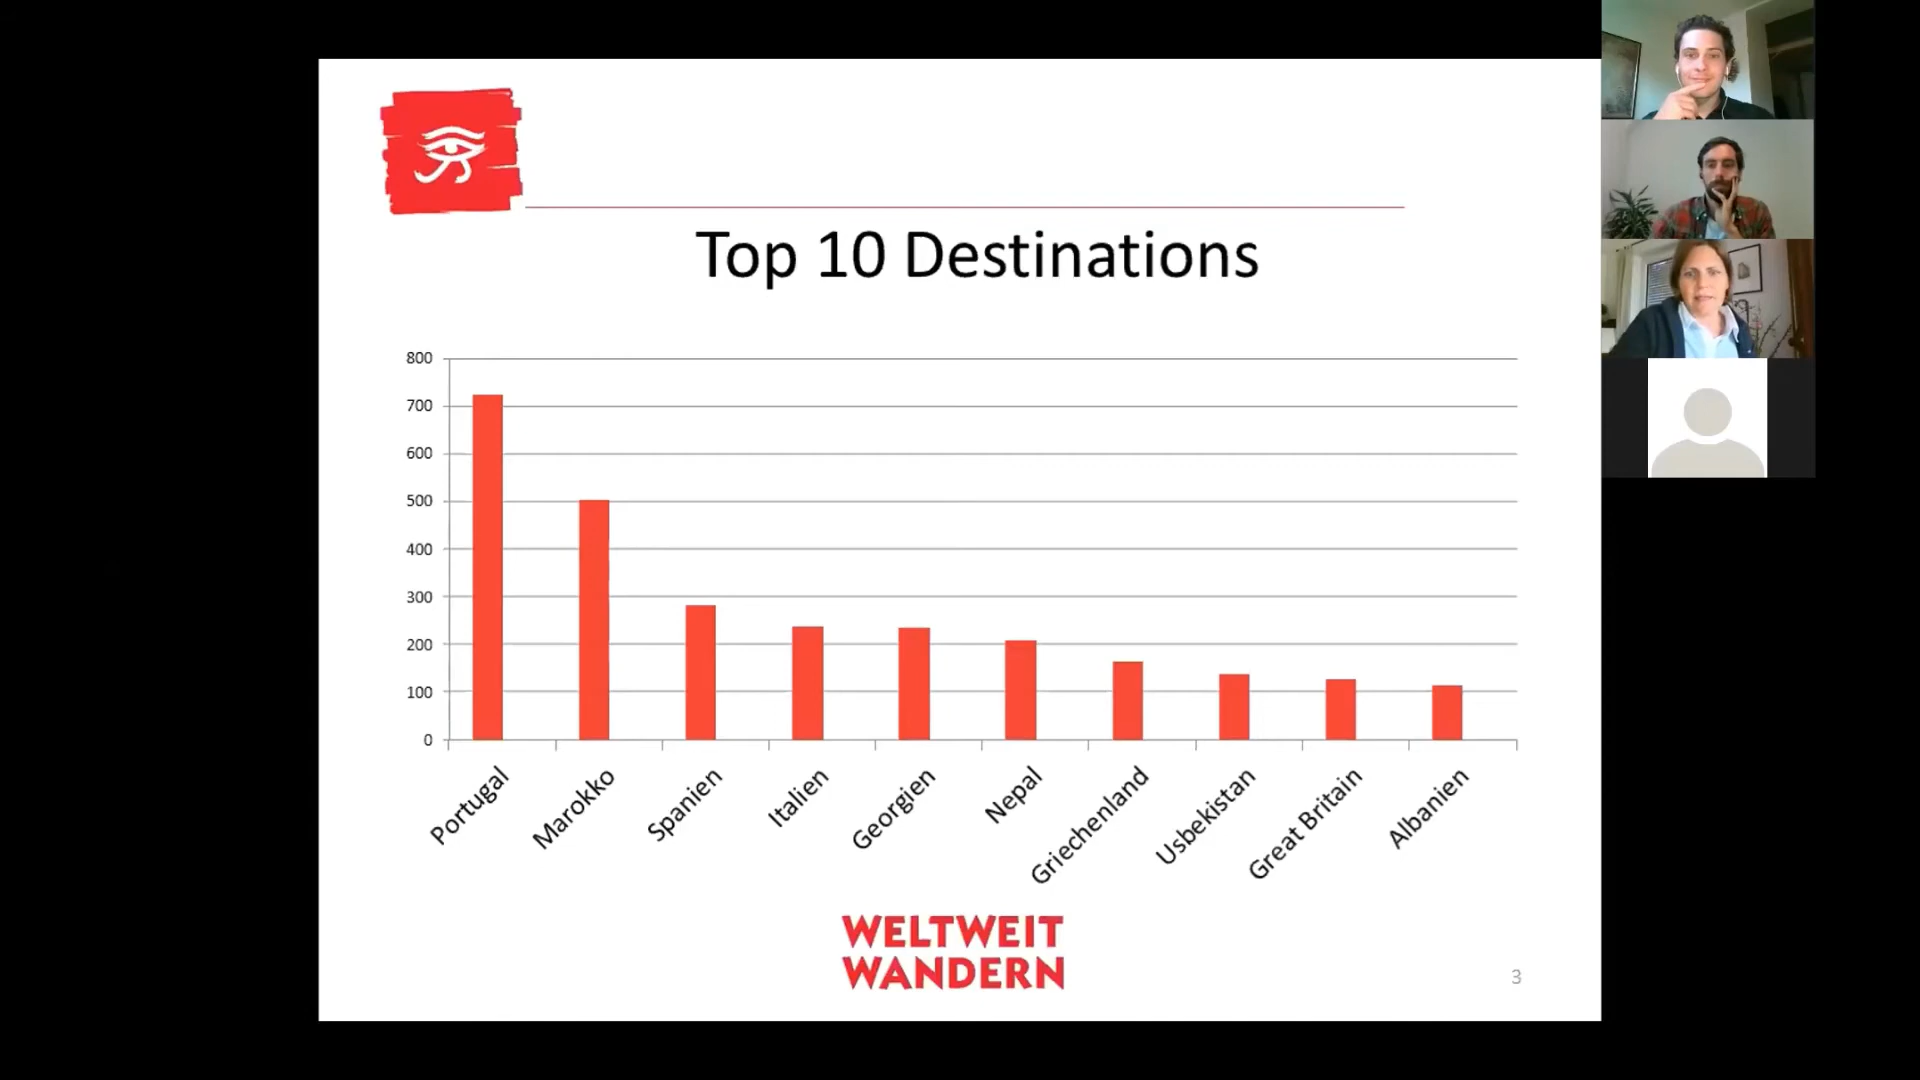 Top 10 Destinations
800
700
600
500
400
300
200
100
0
Portugal
Marokko
Spanien
Italien
Georgien
Nepal
Griechenland
Usbekistan
Great Britain
Albanien
WELTWEIT
WANDERN
3